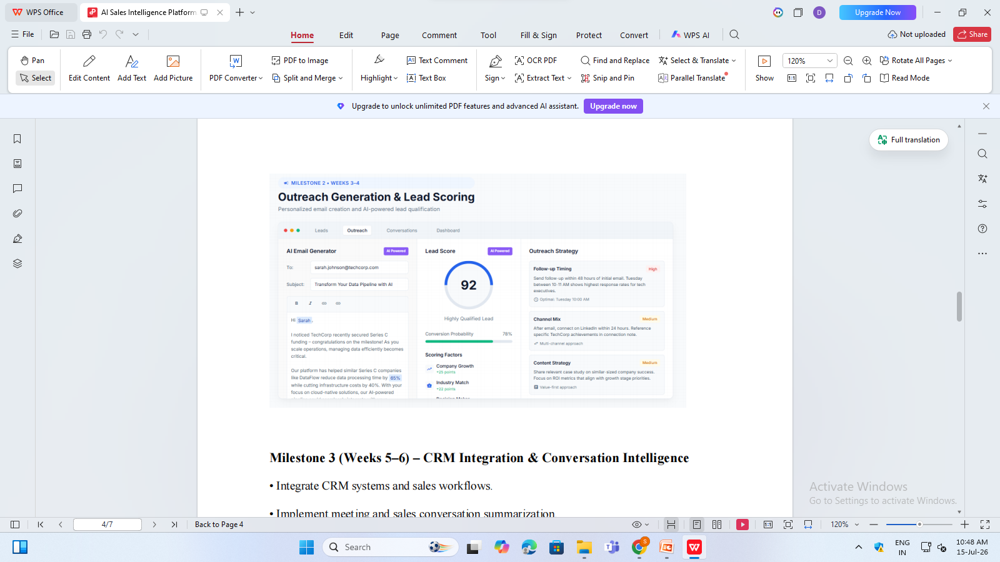 WPS Office
AI Sales Intelligence Platform
D
Upgrade Now
File
Home
Edit
Page
Comment
Tool
Fill & Sign
Protect
Convert
WPS AI
Not uploaded
Share
Pan
Select
Edit Content
Add Text
Add Picture
PDF Converter
PDF to Image
Split and Merge
Highlight
Text Comment
Text Box
Sign
OCR PDF
Extract Text
Find and Replace
Snip and Pin
Select & Translate
Parallel Translate
Show
120%
1:1
Rotate All Pages
Read Mode
Upgrade to unlock unlimited PDF features and advanced AI assistant.
Upgrade now
Full translation
MILESTONE 2 • WEEKS 3–4
Outreach Generation & Lead Scoring
Personalized email creation and AI-powered lead qualification
Leads
Outreach
Conversations
Dashboard
AI Email Generator
AI Powered
To:
sarah.johnson@techcorp.com
Subject:
Transform Your Data Pipeline with AI
B
I
Hi Sarah,
I noticed TechCorp recently secured Series C
funding – congratulations on the milestone! As you
scale operations, managing data efficiently becomes
critical.
Our platform has helped similar Series C companies
like DataFlow reduce data processing time by 65%
while cutting infrastructure costs by 40%. With your
focus on cloud-native solutions, our AI-powered
Lead Score
AI Powered
92
Highly Qualified Lead
Conversion Probability
78%
Scoring Factors
Company Growth
+25 points
Industry Match
+22 points
Outreach Strategy
Follow-up Timing
High
Send follow-up within 48 hours of initial email. Tuesday
between 10-11 AM shows highest response rates for tech
executives.
Optimal: Tuesday 10:00 AM
Channel Mix
Medium
After email, connect on LinkedIn within 24 hours. Reference
specific TechCorp achievements in connection note.
Multi-channel approach
Content Strategy
Medium
Share relevant case study on similar-sized company success.
Focus on ROI metrics that align with growth stage priorities.
Value-first approach
Milestone 3 (Weeks 5–6) – CRM Integration & Conversation Intelligence
• Integrate CRM systems and sales workflows.
• Implement meeting and sales conversation summarization
Activate Windows
Go to Settings to activate Windows.
4/7
Back to Page 4
1:1
120%
Search
S
ENG
IN
10:48 AM
15-Jul-26